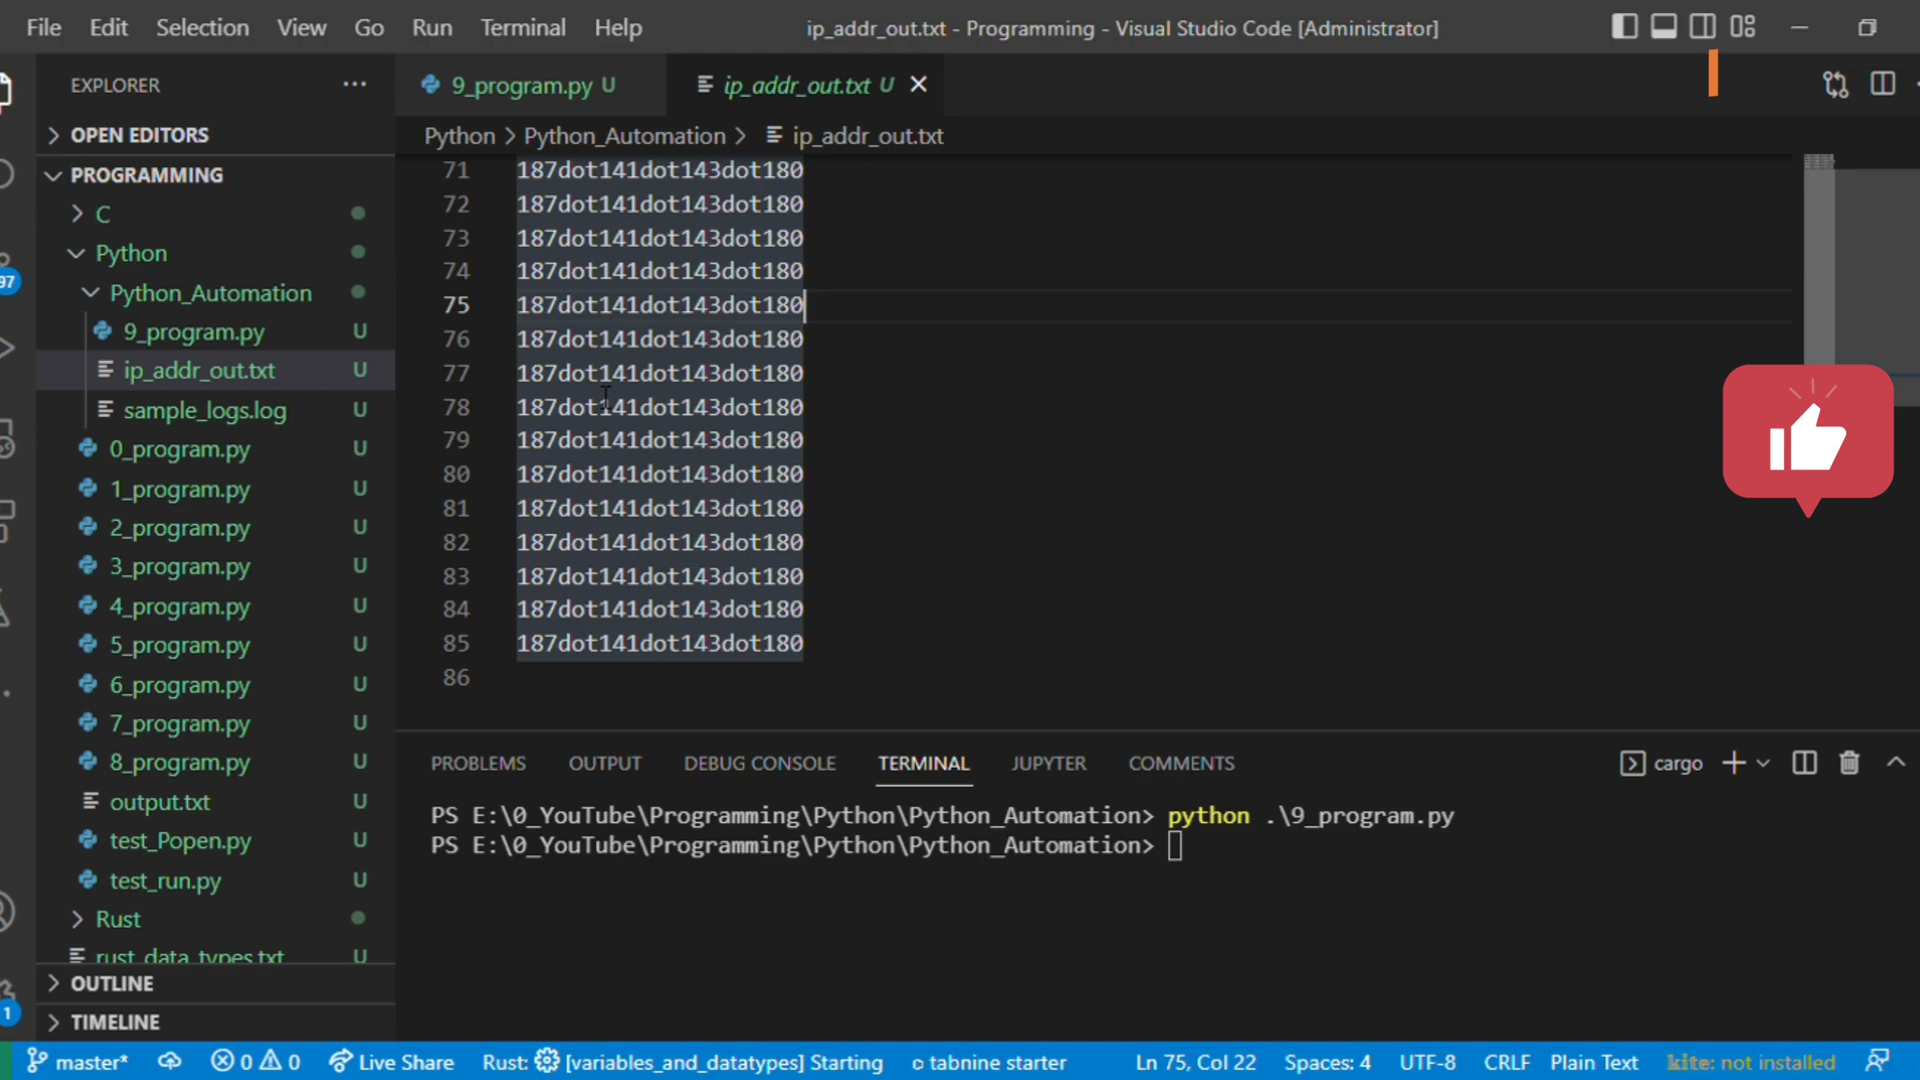 File Edit Selection View Go Run Terminal Help ip_addr_out.txt - Programming - Visual Studio Code [Administrator]
EXPLORER ... 9_program.py U ip_addr_out.txt U
OPEN EDITORS
Python > Python_Automation > ip_addr_out.txt
PROGRAMMING
C
Python
Python_Automation
9_program.py U
ip_addr_out.txt U
sample_logs.log U
0_program.py U
1_program.py U
2_program.py U
3_program.py U
4_program.py U
5_program.py U
6_program.py U
7_program.py U
8_program.py U
output.txt U
test_Popen.py U
test_run.py U
Rust
rust_data_types.txt U
OUTLINE
TIMELINE
97
1
71 187dot141dot143dot180
72 187dot141dot143dot180
73 187dot141dot143dot180
74 187dot141dot143dot180
75 187dot141dot143dot180
76 187dot141dot143dot180
77 187dot141dot143dot180
78 187dot141dot143dot180
79 187dot141dot143dot180
80 187dot141dot143dot180
81 187dot141dot143dot180
82 187dot141dot143dot180
83 187dot141dot143dot180
84 187dot141dot143dot180
85 187dot141dot143dot180
86
PROBLEMS OUTPUT DEBUG CONSOLE TERMINAL JUPYTER COMMENTS cargo
PS E:\0_YouTube\Programming\Python\Python_Automation> python .\9_program.py
PS E:\0_YouTube\Programming\Python\Python_Automation>
master* 0 0 Live Share Rust: [variables_and_datatypes] Starting tabnine starter Ln 75, Col 22 Spaces: 4 UTF-8 CRLF Plain Text kite: not installed